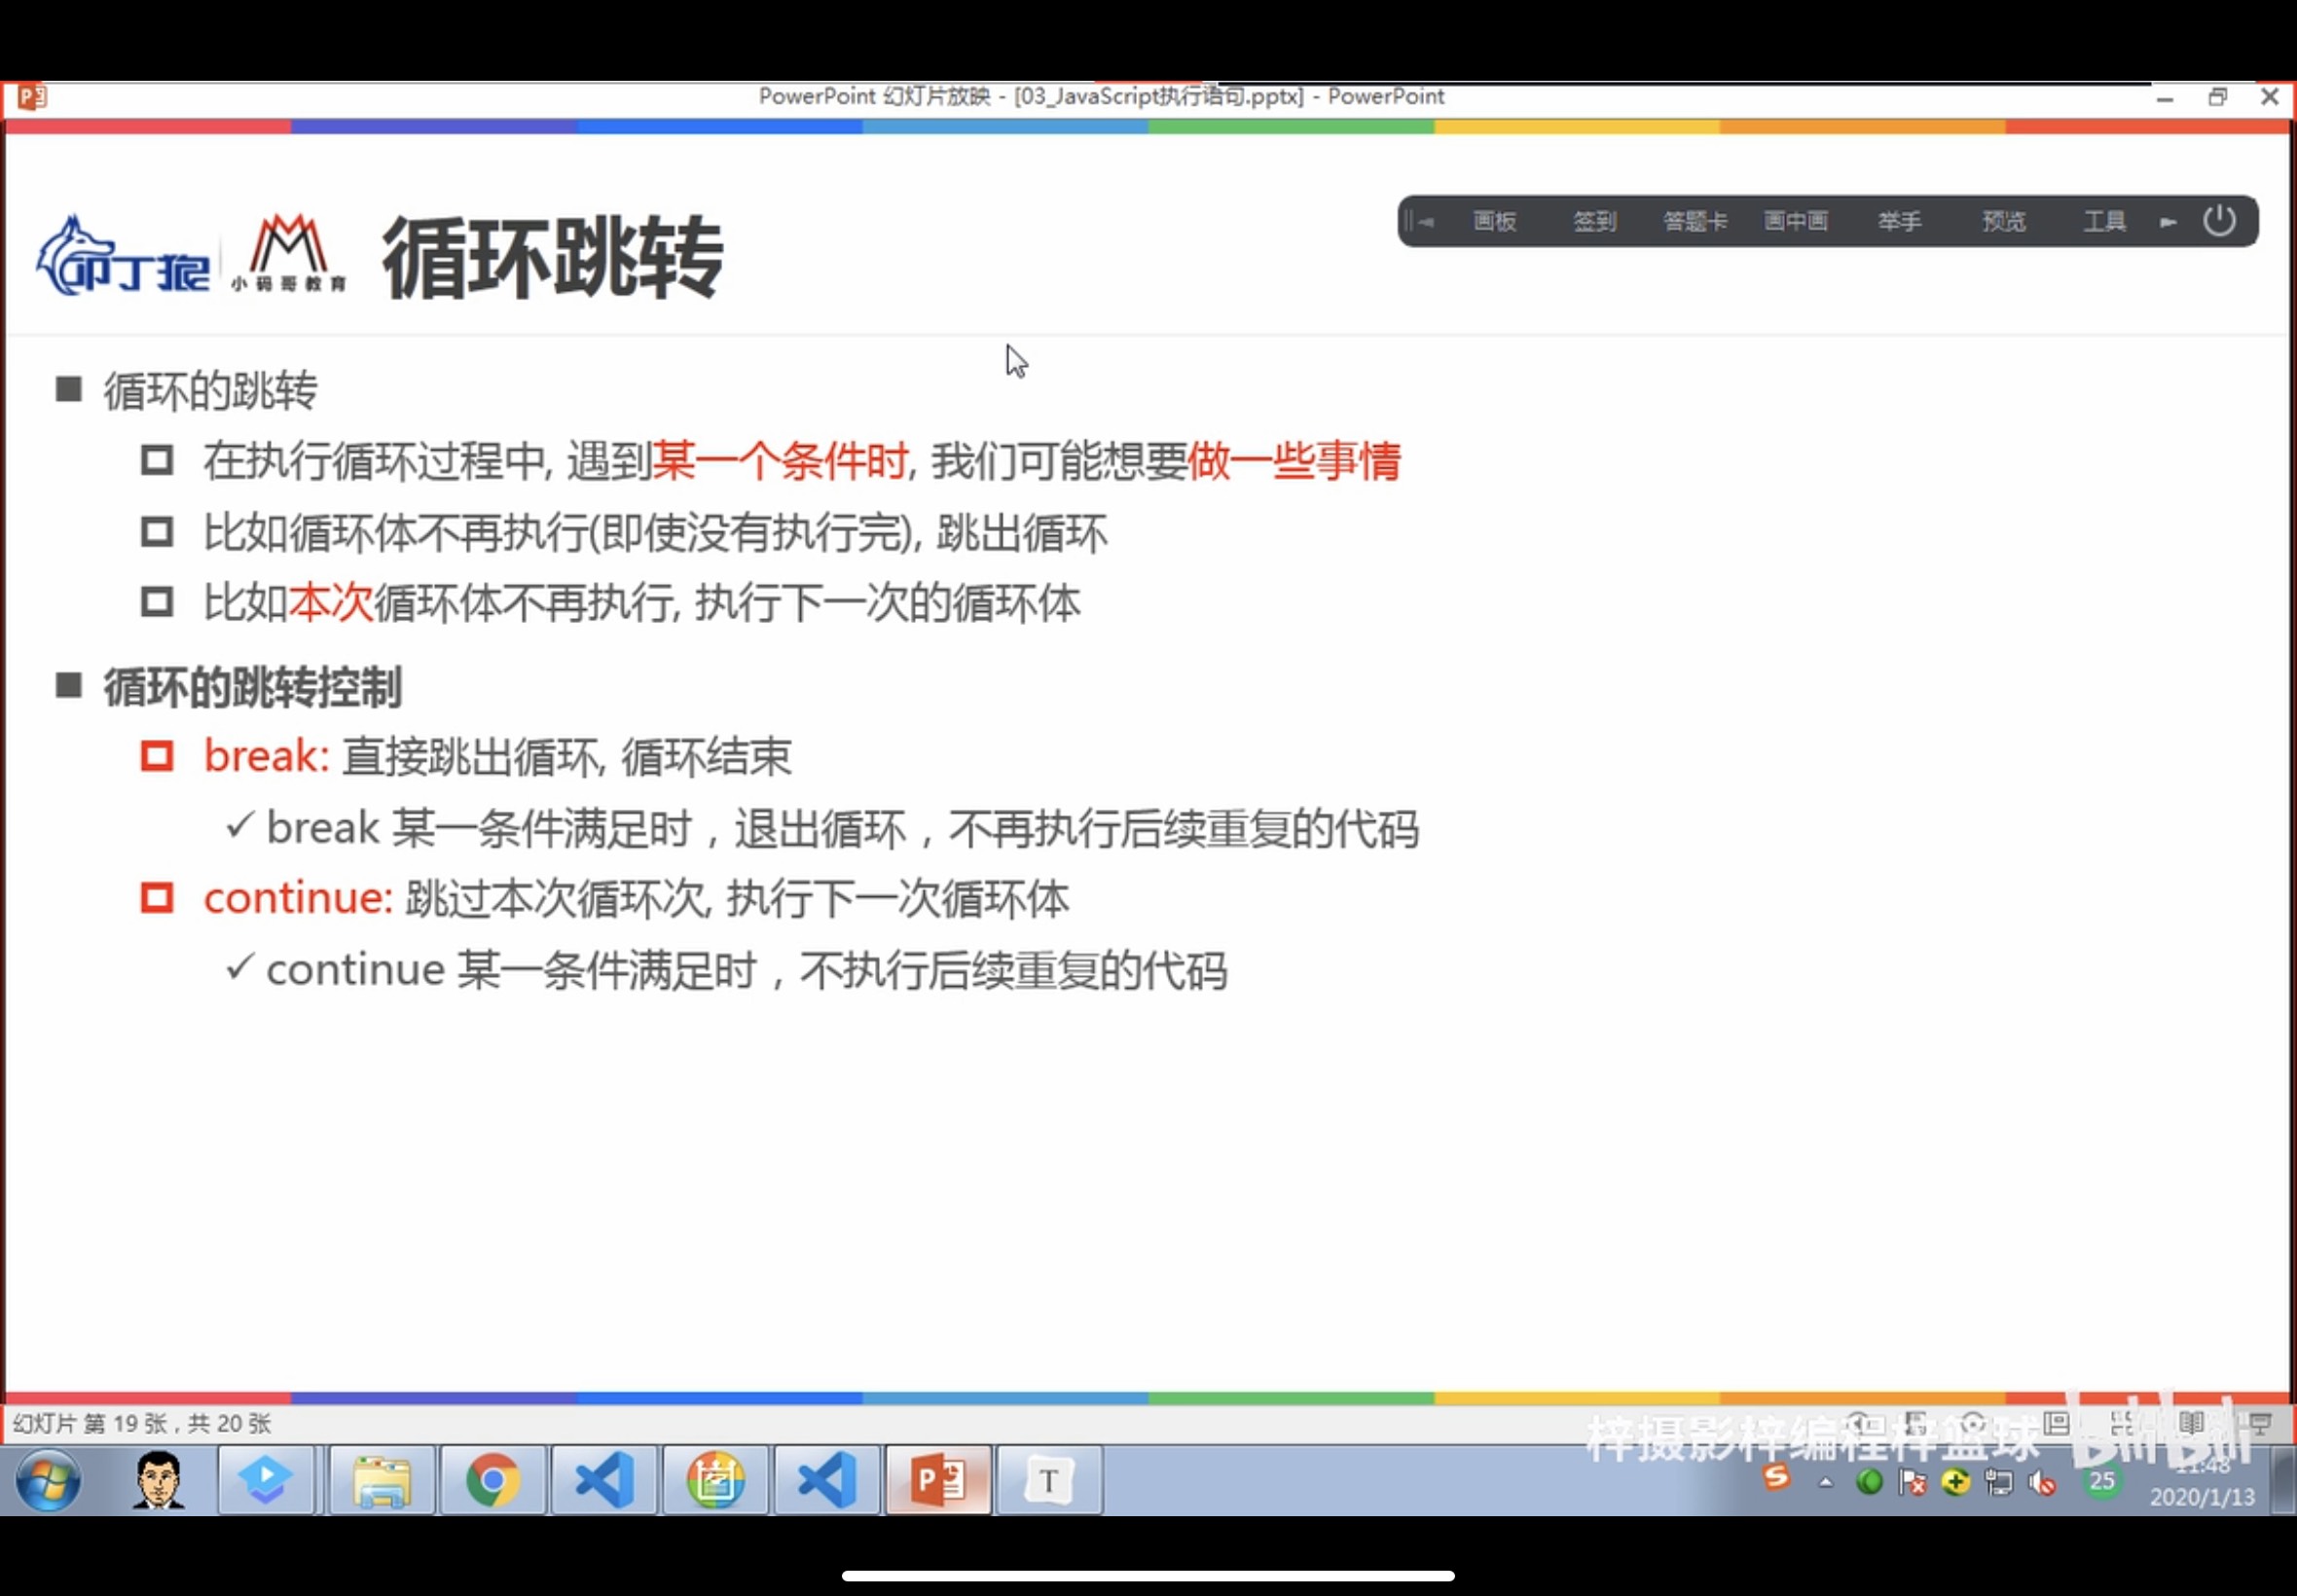 PowerPoint 幻灯片放映 - [03_JavaScript执行语句.pptx] - PowerPoint
叩丁狼
小码哥教育
循环跳转
画板 签到 答题卡 画中画 举手 预览 工具
循环的跳转
在执行循环过程中, 遇到某一个条件时, 我们可能想要做一些事情
比如循环体不再执行(即使没有执行完), 跳出循环
比如本次循环体不再执行, 执行下一次的循环体
循环的跳转控制
break: 直接跳出循环, 循环结束
break 某一条件满足时，退出循环，不再执行后续重复的代码
continue: 跳过本次循环次, 执行下一次循环体
continue 某一条件满足时，不执行后续重复的代码
幻灯片 第 19 张，共 20 张
梓摄影梓编程梓篮球
bilibili
T
25
11:48
2020/1/13